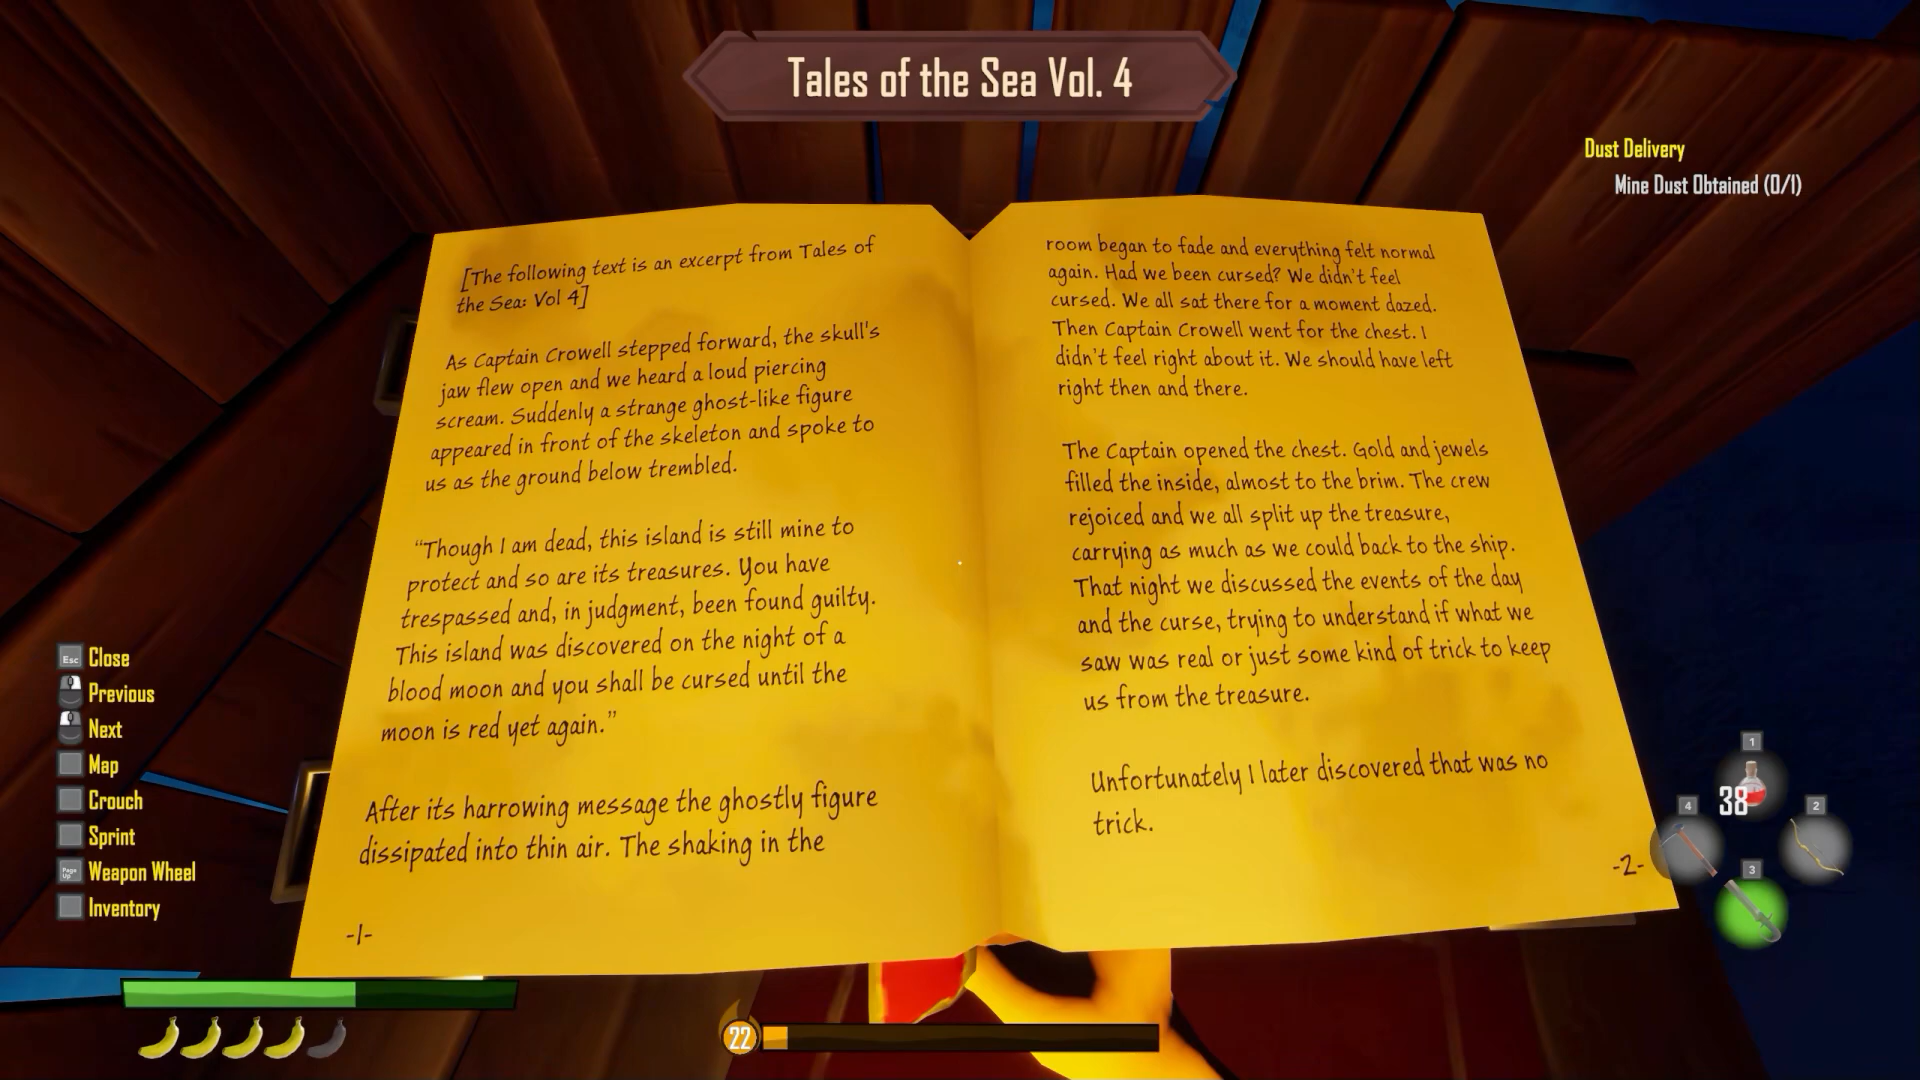 Tales of the Sea Vol. 4
Dust Delivery
Mine Dust Obtained (0/1)
[The following text is an excerpt from Tales of
the Sea: Vol 4]
As Captain Crowell stepped forward, the skull's
jaw flew open and we heard a loud piercing
scream. Suddenly a strange ghost-like figure
appeared in front of the skeleton and spoke to
us as the ground below trembled.
"Though I am dead, this island is still mine to
protect and so are its treasures. You have
trespassed and, in judgment, been found guilty.
This island was discovered on the night of a
blood moon and you shall be cursed until the
moon is red yet again."
After its harrowing message the ghostly figure
dissipated into thin air. The shaking in the
-1-
room began to fade and everything felt normal
again. Had we been cursed? We didn't feel
cursed. We all sat there for a moment dazed.
Then Captain Crowell went for the chest. I
didn't feel right about it. We should have left
right then and there.
The Captain opened the chest. Gold and jewels
filled the inside, almost to the brim. The crew
rejoiced and we all split up the treasure,
carrying as much as we could back to the ship.
That night we discussed the events of the day
and the curse, trying to understand if what we
saw was real or just some kind of trick to keep
us from the treasure.
Unfortunately I later discovered that was no
trick.
-2-
Esc Close
Previous
Next
Map
Crouch
Sprint
Page Up Weapon Wheel
Inventory
1
38
4
2
3
22